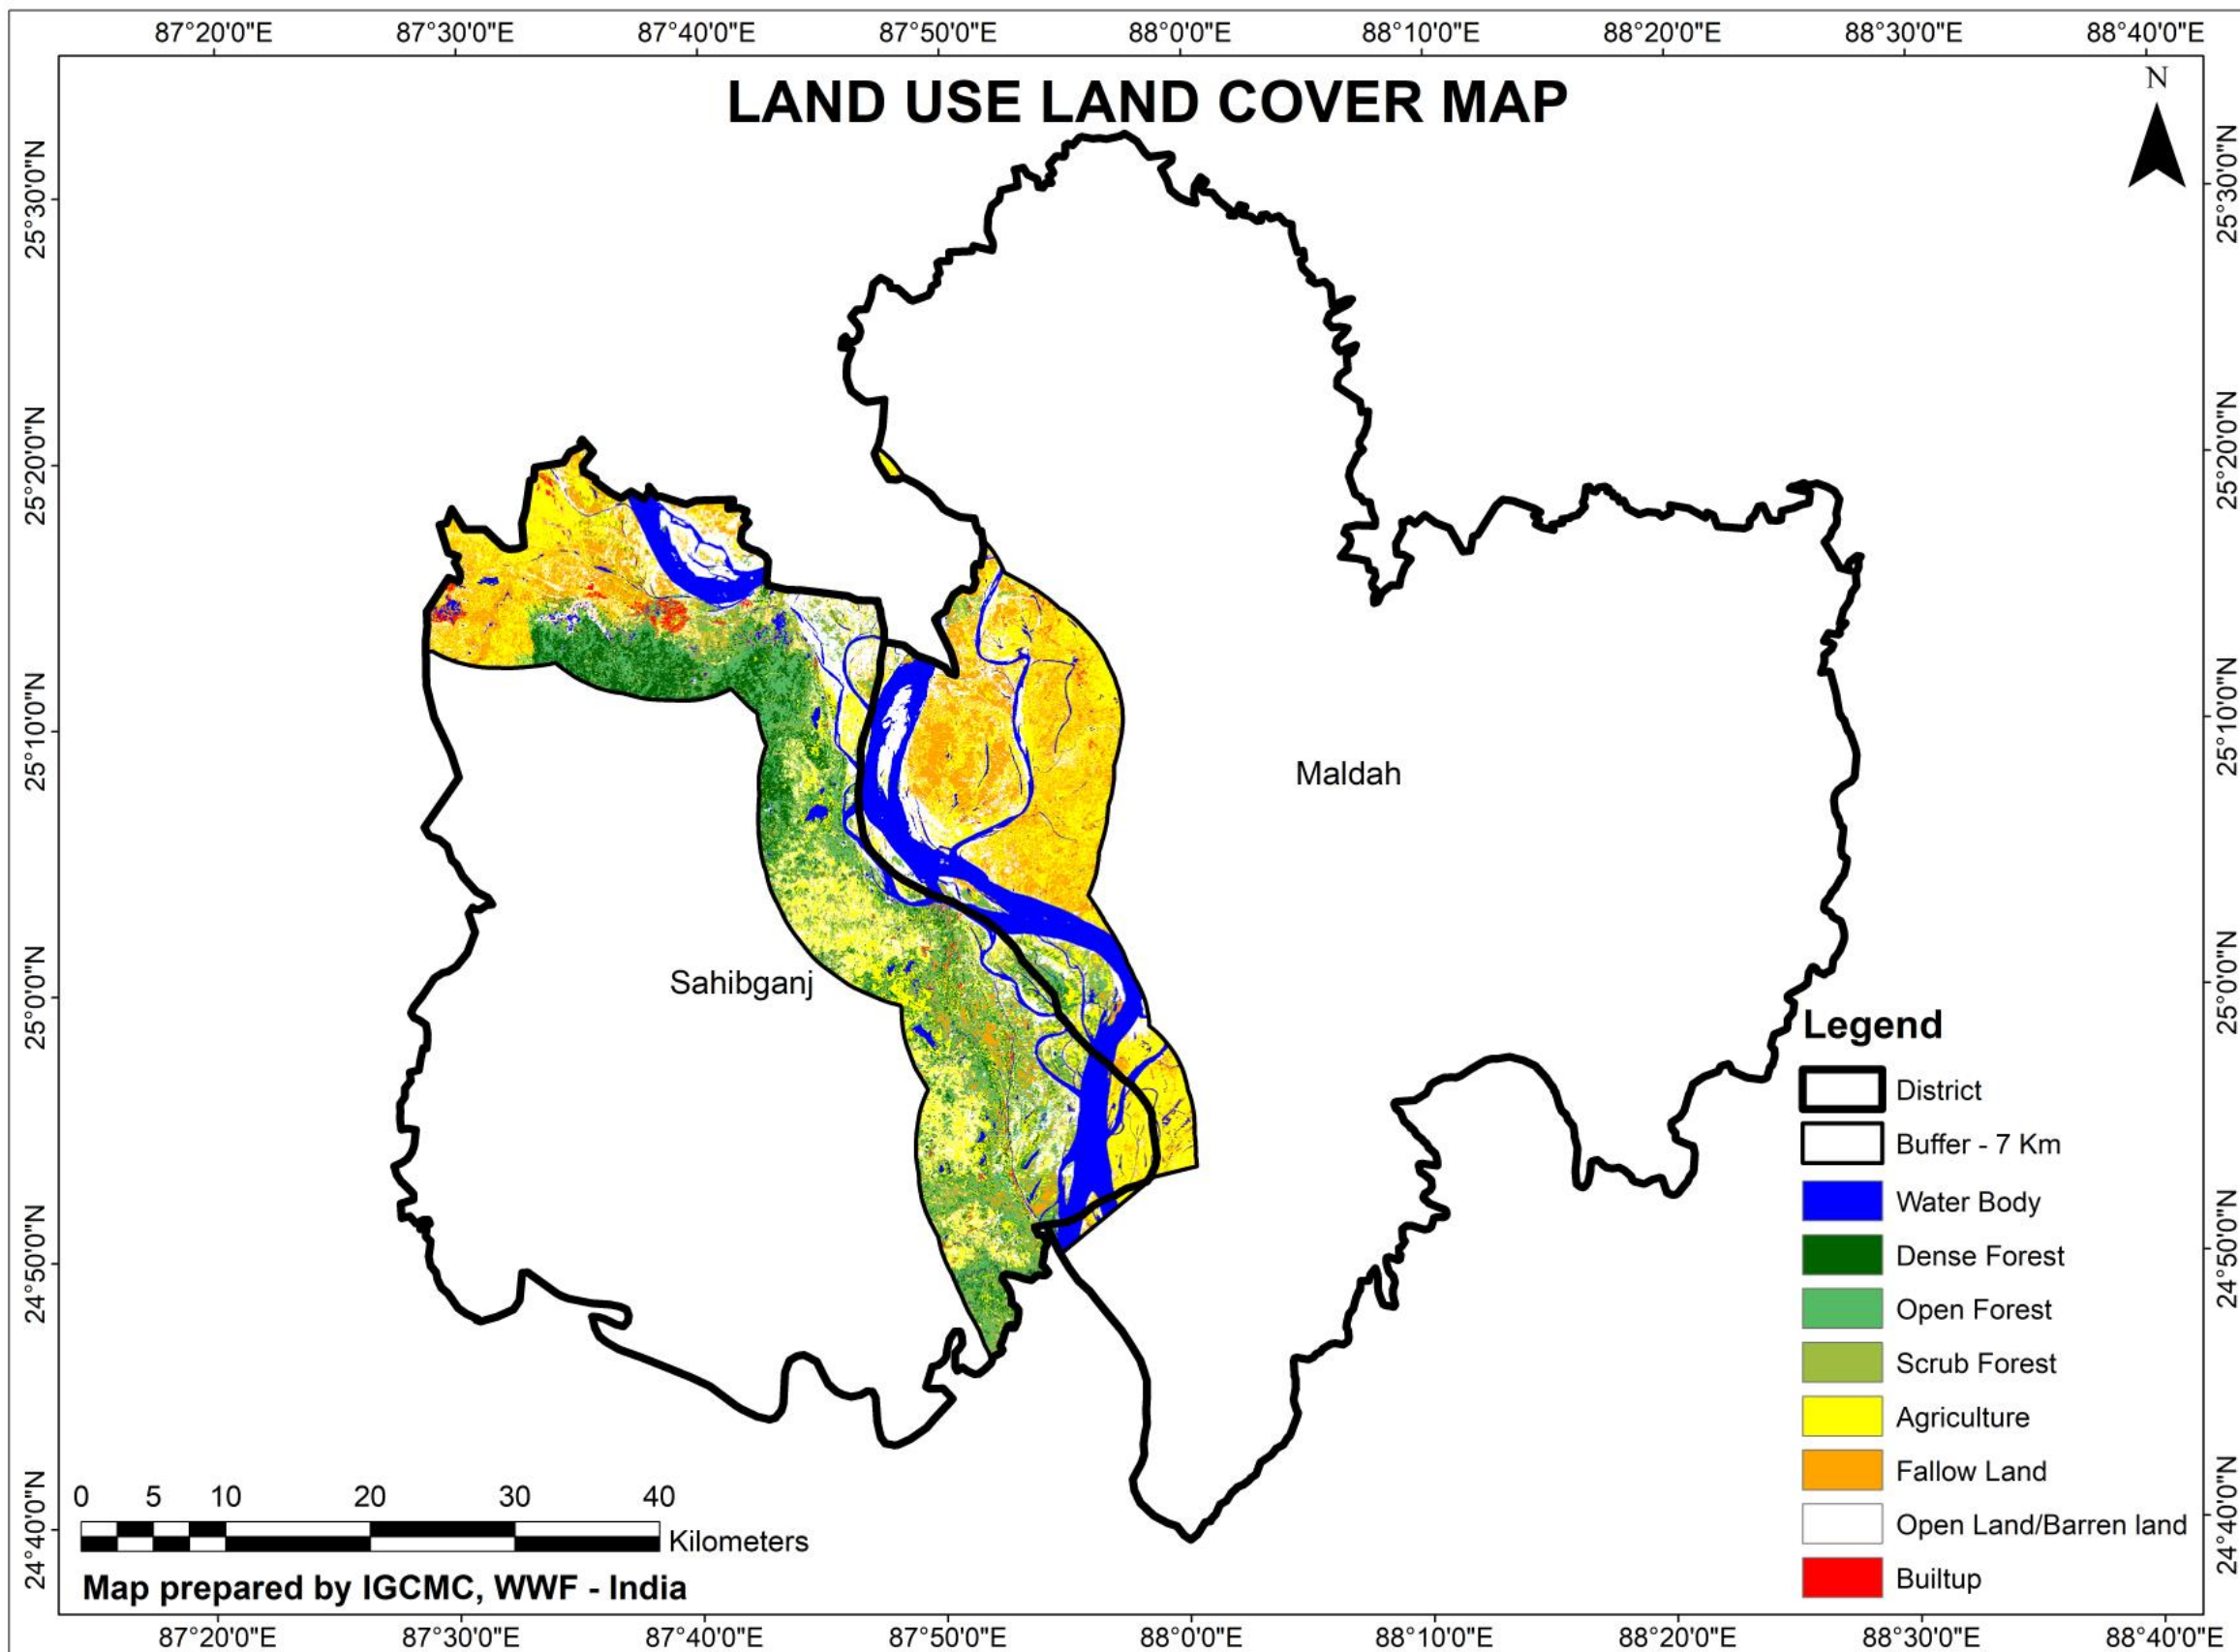 87°20'0"E 87°30'0"E 87°40'0"E 87°50'0"E 88°0'0"E 88°10'0"E 88°20'0"E 88°30'0"E 88°40'0"E
LAND USE LAND COVER MAP
N
25°30'0"N
25°20'0"N
25°10'0"N
25°0'0"N
24°50'0"N
24°40'0"N
25°30'0"N
25°20'0"N
25°10'0"N
25°0'0"N
24°50'0"N
24°40'0"N
Maldah
Sahibganj
Legend
District
Buffer - 7 Km
Water Body
Dense Forest
Open Forest
Scrub Forest
Agriculture
Fallow Land
Open Land/Barren land
Builtup
0 5 10 20 30 40
Kilometers
Map prepared by IGCMC, WWF - India
87°20'0"E 87°30'0"E 87°40'0"E 87°50'0"E 88°0'0"E 88°10'0"E 88°20'0"E 88°30'0"E 88°40'0"E